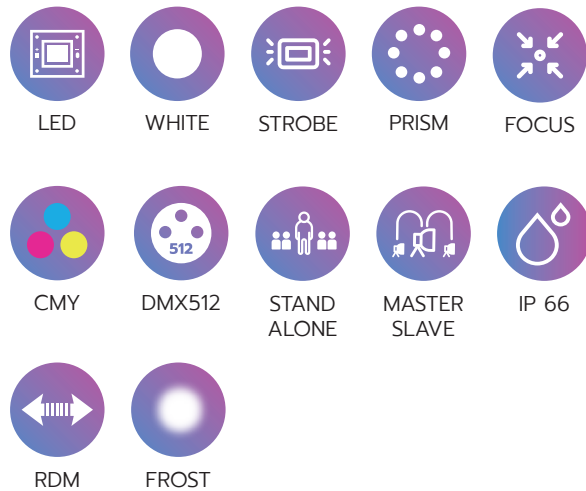 LED
WHITE
STROBE
PRISM
FOCUS
512
CMY
DMX512
STAND
ALONE
MASTER
SLAVE
IP 66
RDM
FROST